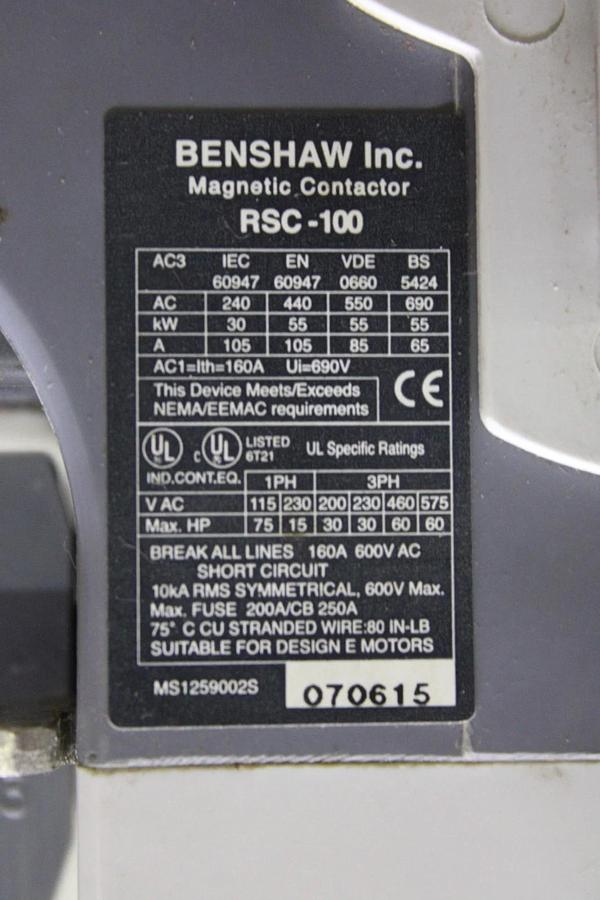 BENSHAW Inc.
Magnetic Contactor
RSC-100
AC3 IEC EN VDE BS
60947 60947 0660 5424
AC 240 440 550 690
kW 30 55 55 55
A 105 105 85 65
AC1=Ith=160A Ui=690V
This Device Meets/Exceeds
NEMA/EEMAC requirements
CE
UL c UL LISTED 6T21 UL Specific Ratings
IND.CONT.EQ. 1PH 3PH
V AC 115 230 200 230 460 575
Max. HP 75 15 30 30 60 60
BREAK ALL LINES 160A 600V AC
SHORT CIRCUIT
10kA RMS SYMMETRICAL, 600V Max.
Max. FUSE 200A/CB 250A
75° C CU STRANDED WIRE:80 IN-LB
SUITABLE FOR DESIGN E MOTORS
MS1259002S 070615